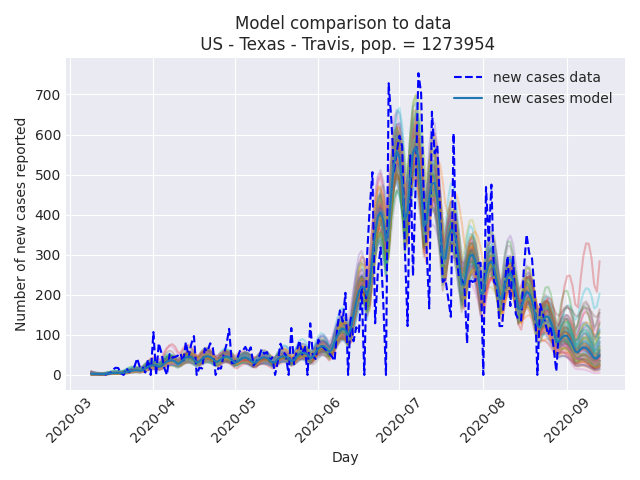 Model comparison to data
US - Texas - Travis, pop. = 1273954
new cases data
new cases model
Number of new cases reported
700
600
500
400
300
200
100
0
2020-03
2020-04
2020-05
2020-06
2020-07
2020-08
2020-09
Day